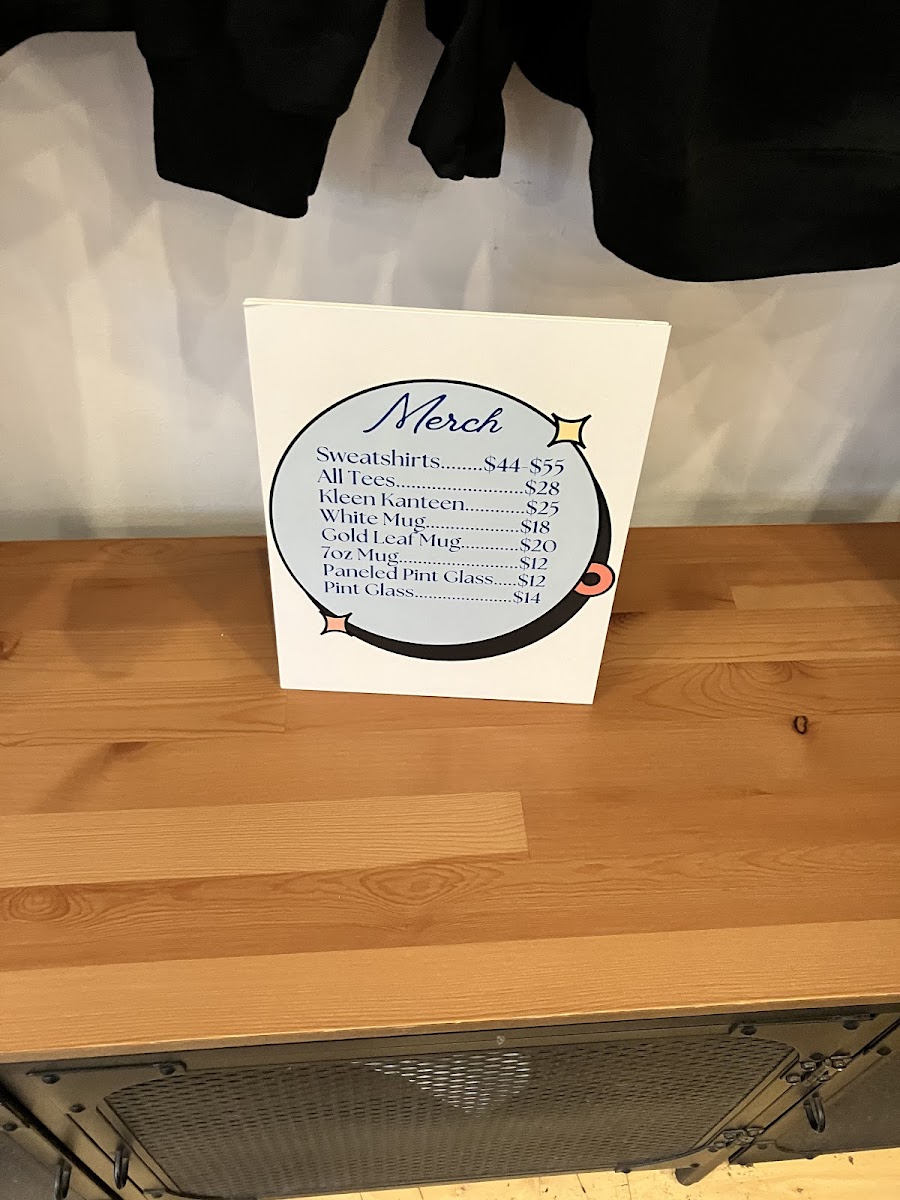 Merch
Sweatshirts........$44-$55
All Tees..........................$28
Kleen Kanteen............$25
White Mug...................$18
Gold Leaf Mug............$20
7oz Mug.........................$12
Paneled Pint Glass.....$12
Pint Glass.....................$14